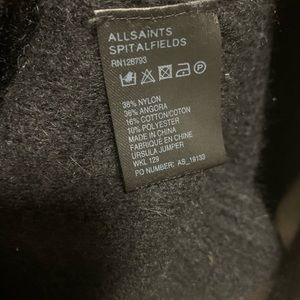 ALLSAINTS
SPITALFIELDS
RN128793
P
38% NYLON
36% ANGORA
16% COTTON/COTON
10% POLYESTER
MADE IN CHINA
FABRIQUE EN CHINE
URSULA JUMPER
WKL 129
PO NUMBER: AS_19133